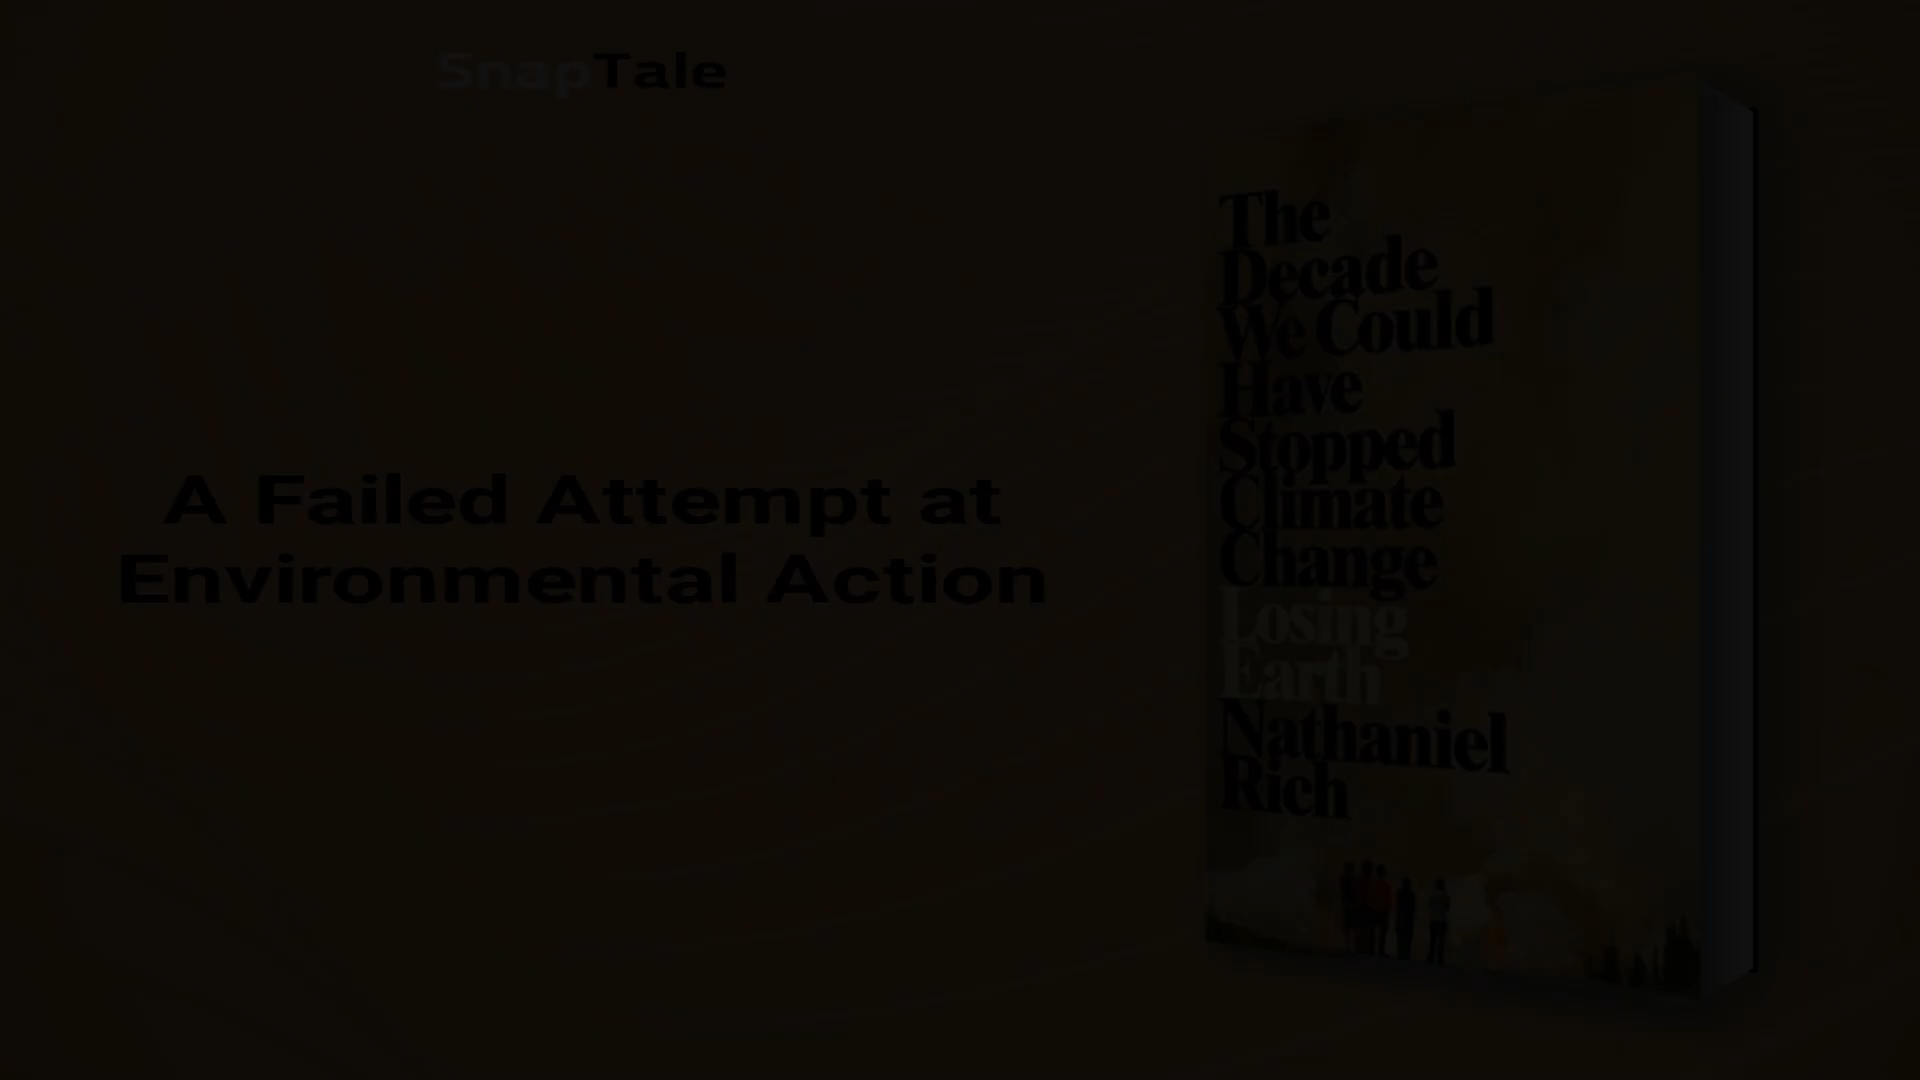 SnapTale
A Failed Attempt at
Environmental Action
The
Decade
We Could
Have
Stopped
Climate
Change
Losing
Earth
Nathaniel
Rich